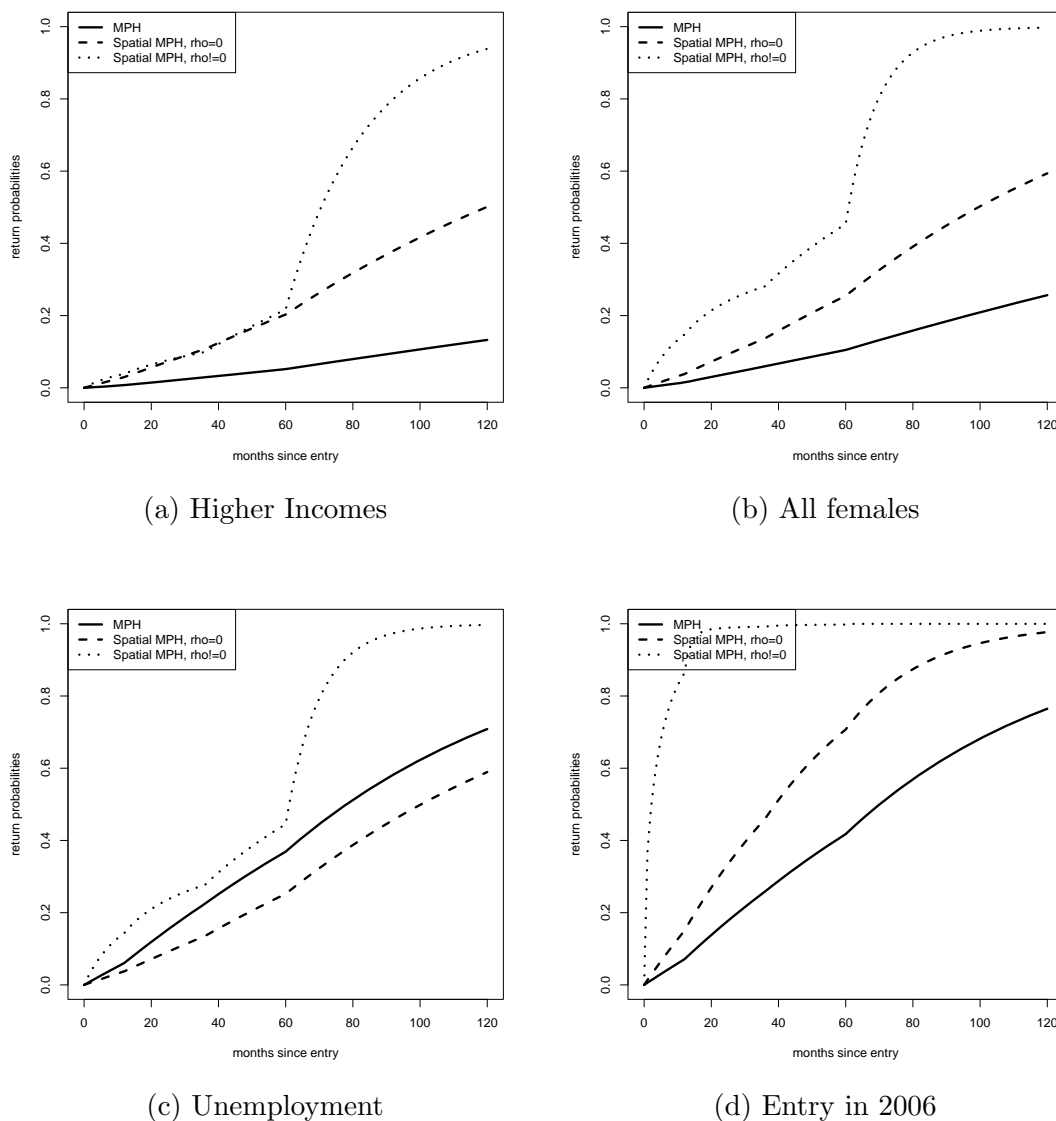 MPH
Spatial MPH, rho=0
Spatial MPH, rho!=0
1.0
0.8
0.6
0.4
0.2
0.0
return probabilities
0 20 40 60 80 100 120
months since entry
(a) Higher Incomes
MPH
Spatial MPH, rho=0
Spatial MPH, rho!=0
1.0
0.8
0.6
0.4
0.2
0.0
return probabilities
0 20 40 60 80 100 120
months since entry
(b) All females
MPH
Spatial MPH, rho=0
Spatial MPH, rho!=0
1.0
0.8
0.6
0.4
0.2
0.0
return probabilities
0 20 40 60 80 100 120
months since entry
(c) Unemployment
MPH
Spatial MPH, rho=0
Spatial MPH, rho!=0
1.0
0.8
0.6
0.4
0.2
0.0
return probabilities
0 20 40 60 80 100 120
months since entry
(d) Entry in 2006